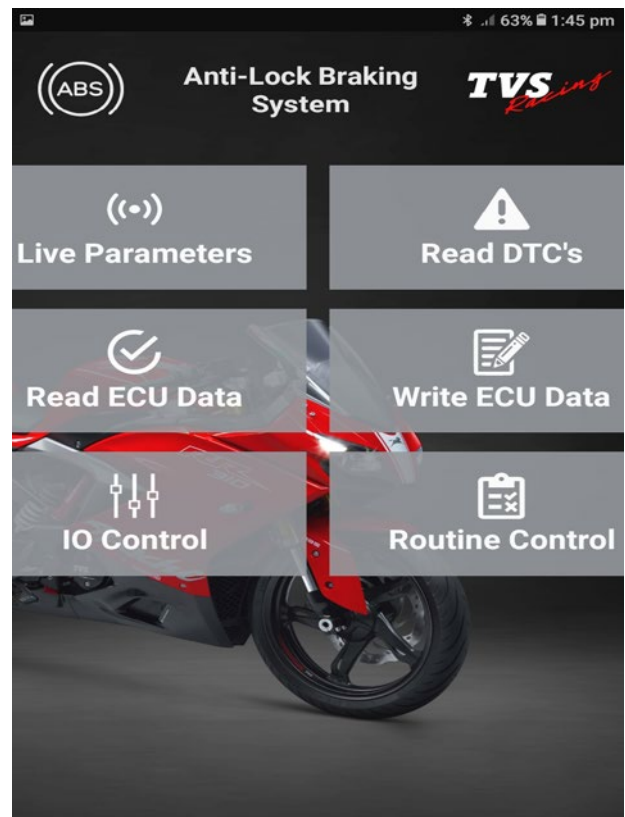 63% 1:45 pm
ABS
Anti-Lock Braking
System
TVS
Racing
Live Parameters
Read DTC's
Read ECU Data
Write ECU Data
IO Control
Routine Control